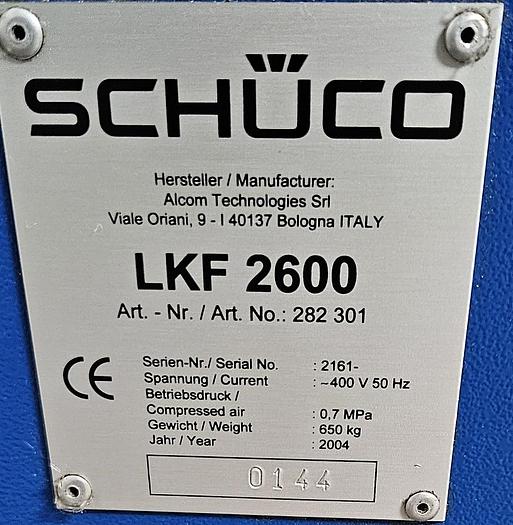 SCHÜCO
Hersteller / Manufacturer:
Alcom Technologies Srl
Viale Oriani, 9 - I 40137 Bologna ITALY
LKF 2600
Art. - Nr. / Art. No.: 282 301
CE
Serien-Nr./ Serial No. : 2161-
Spannung / Current : ~400 V 50 Hz
Betriebsdruck /
Compressed air : 0,7 MPa
Gewicht / Weight : 650 kg
Jahr / Year : 2004
0144